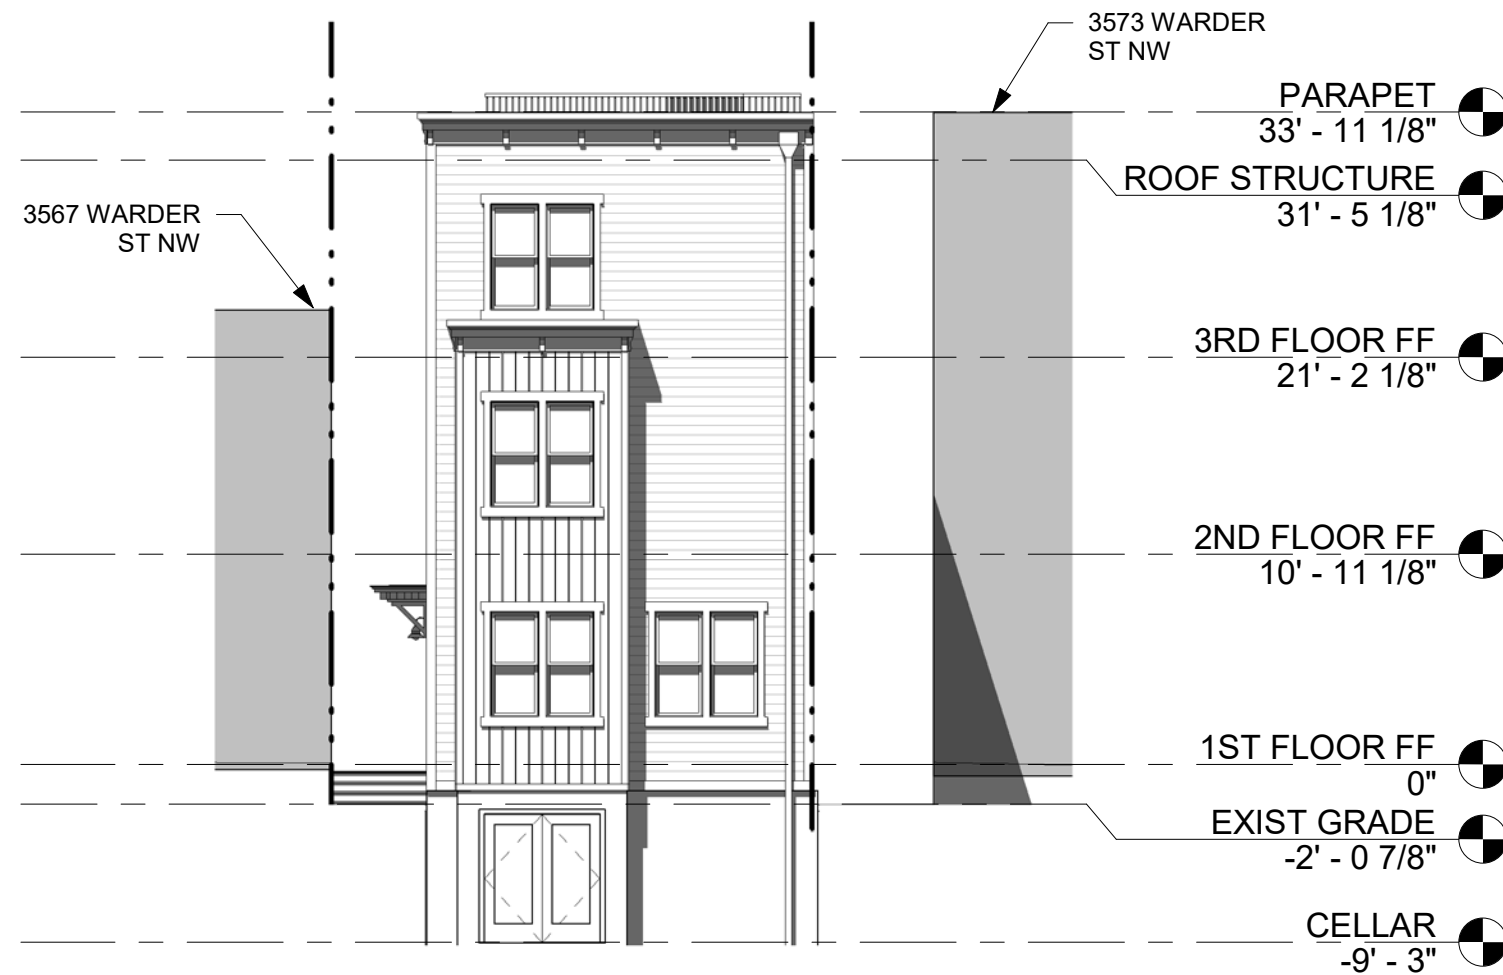 3573 WARDER
ST NW
PARAPET
33' - 11 1/8"
ROOF STRUCTURE
31' - 5 1/8"
3567 WARDER
ST NW
3RD FLOOR FF
21' - 2 1/8"
2ND FLOOR FF
10' - 11 1/8"
1ST FLOOR FF
0"
EXIST GRADE
-2' - 0 7/8"
CELLAR
-9' - 3"